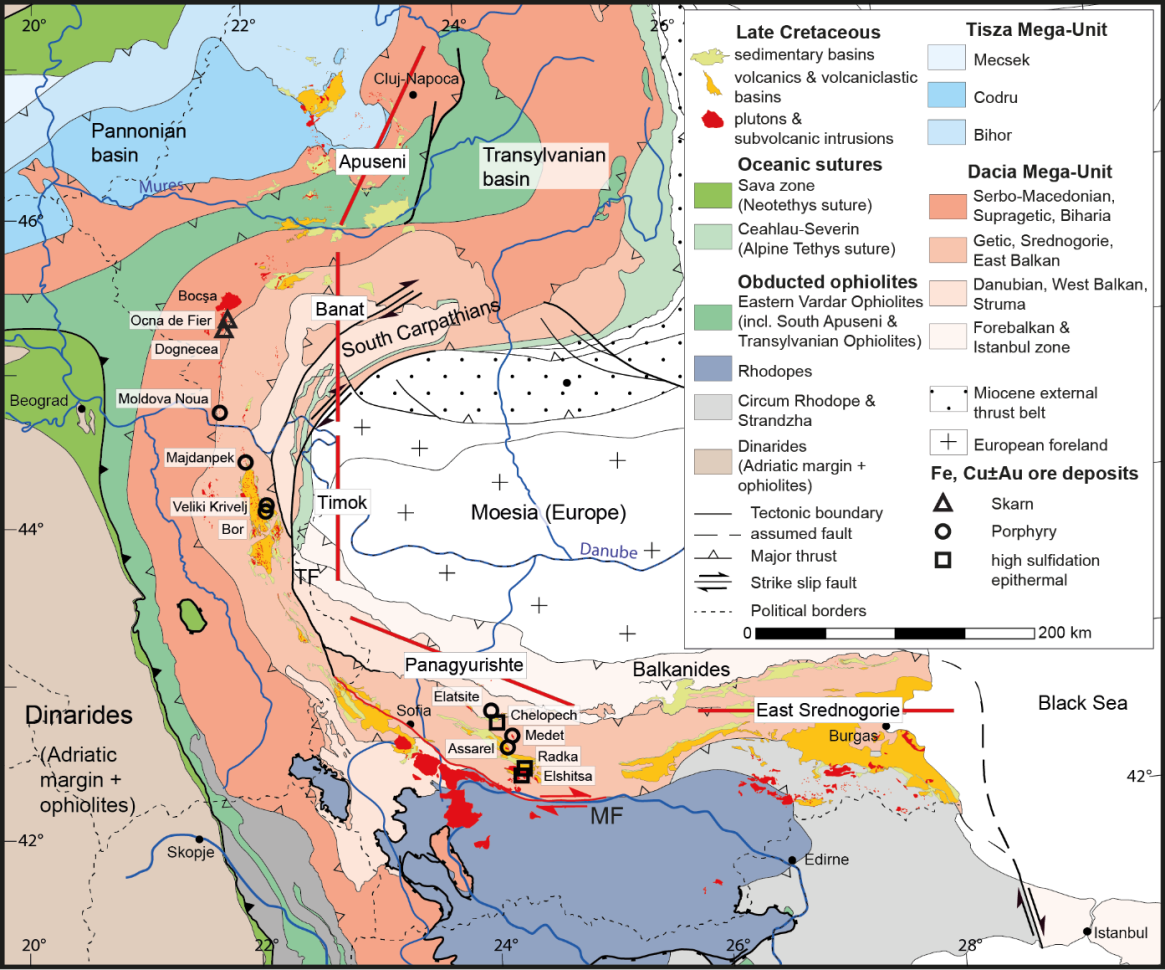 20°
22°
24°
26°
Cluj-Napoca
Pannonian
basin
Apuseni
Transylvanian
basin
Mures
46°
Bocşa
Ocna de Fier
Dognecea
Banat
South Carpathians
Moldova Noua
Beograd
Majdanpek
Veliki Krivelj
Bor
Timok
Moesia (Europe)
44°
Danube
TF
Panagyurishte
Balkanides
Elatsite
Sofia
Chelopech
Medet
Assarel
Radka
Elshitsa
East Srednogorie
Burgas
Black Sea
Dinarides
(Adriatic
margin +
ophiolites)
42°
MF
42°
Skopje
Edirne
Istanbul
20°
22°
24°
26°
28°
Late Cretaceous
sedimentary basins
volcanics & volcaniclastic
basins
plutons &
subvolcanic intrusions
Oceanic sutures
Sava zone
(Neotethys suture)
Ceahlau-Severin
(Alpine Tethys suture)
Obducted ophiolites
Eastern Vardar Ophiolites
(incl. South Apuseni &
Transylvanian Ophiolites)
Rhodopes
Circum Rhodope &
Strandzha
Dinarides
(Adriatic margin +
ophiolites)
Tectonic boundary
assumed fault
Major thrust
Strike slip fault
Political borders
Tisza Mega-Unit
Mecsek
Codru
Bihor
Dacia Mega-Unit
Serbo-Macedonian,
Supragetic, Biharia
Getic, Srednogorie,
East Balkan
Danubian, West Balkan,
Struma
Forebalkan &
Istanbul zone
Miocene external
thrust belt
European foreland
Fe, Cu±Au ore deposits
Skarn
Porphyry
high sulfidation
epithermal
0
200 km